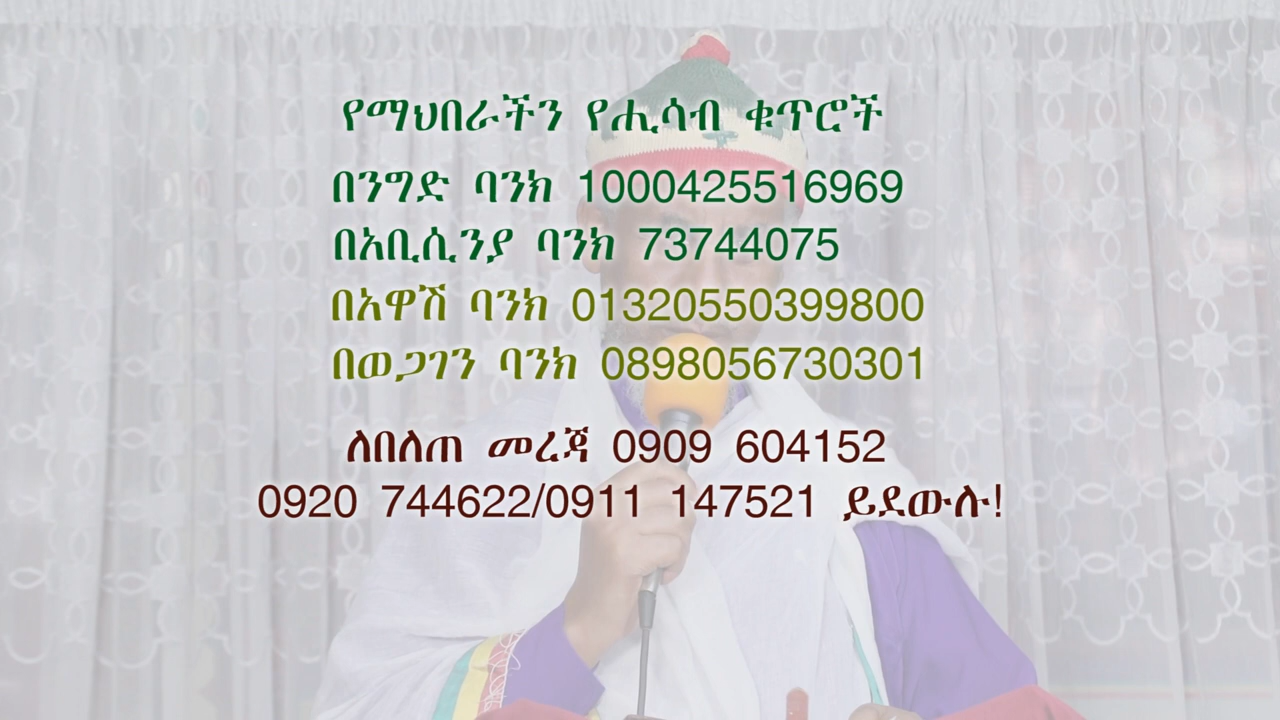 የማህበራችን የሒሳብ ቁጥሮች
በንግድ ባንክ 1000425516969
በአቢሲንያ ባንክ 73744075
በአዋሽ ባንክ 01320550399800
በወጋገን ባንክ 0898056730301
ለበለጠ መረጃ 0909 604152
0920 744622/0911 147521 ይደውሉ!